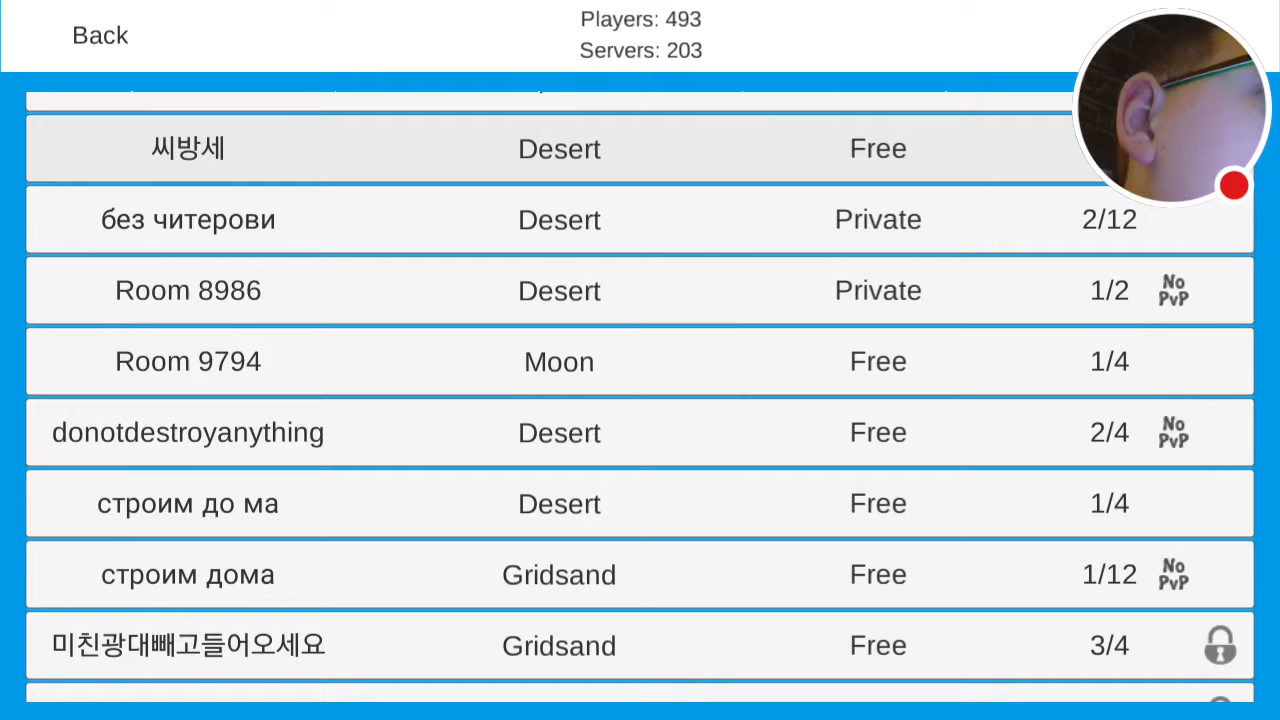 Back
Players: 493
Servers: 203
씨방세 Desert Free
без читерови Desert Private 2/12
Room 8986 Desert Private 1/2 No PvP
Room 9794 Moon Free 1/4
donotdestroyanything Desert Free 2/4 No PvP
строим до ма Desert Free 1/4
строим дома Gridsand Free 1/12 No PvP
미친광대빼고들어오세요 Gridsand Free 3/4